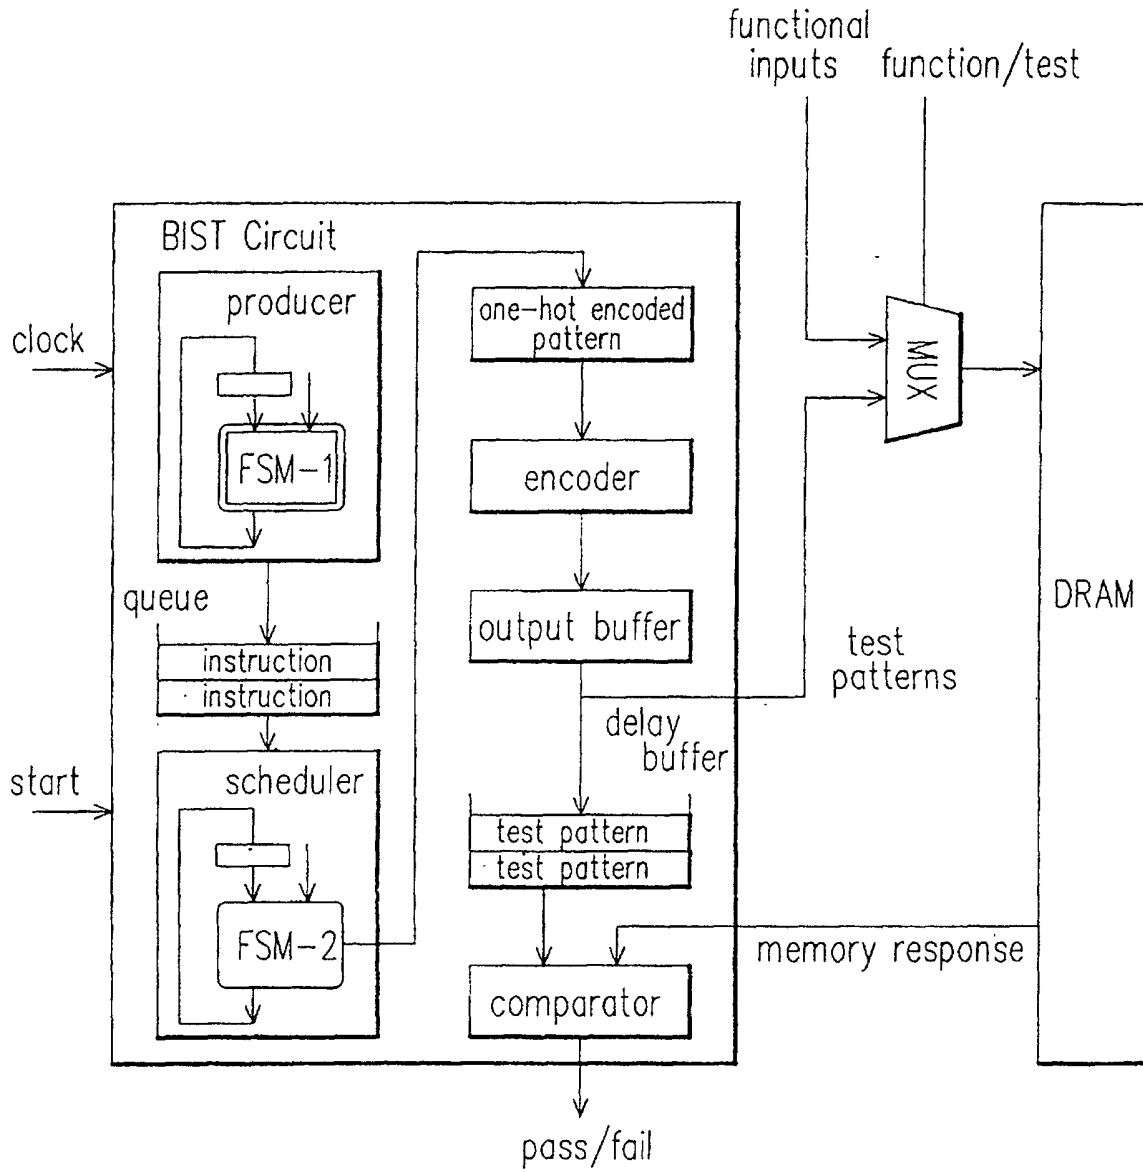 functional
inputs
function/test
BIST Circuit
producer
clock
FSM-1
queue
instruction
instruction
start
scheduler
FSM-2
one-hot encoded
pattern
encoder
output buffer
delay
buffer
test pattern
test pattern
comparator
pass/fail
MUX
test
patterns
memory response
DRAM